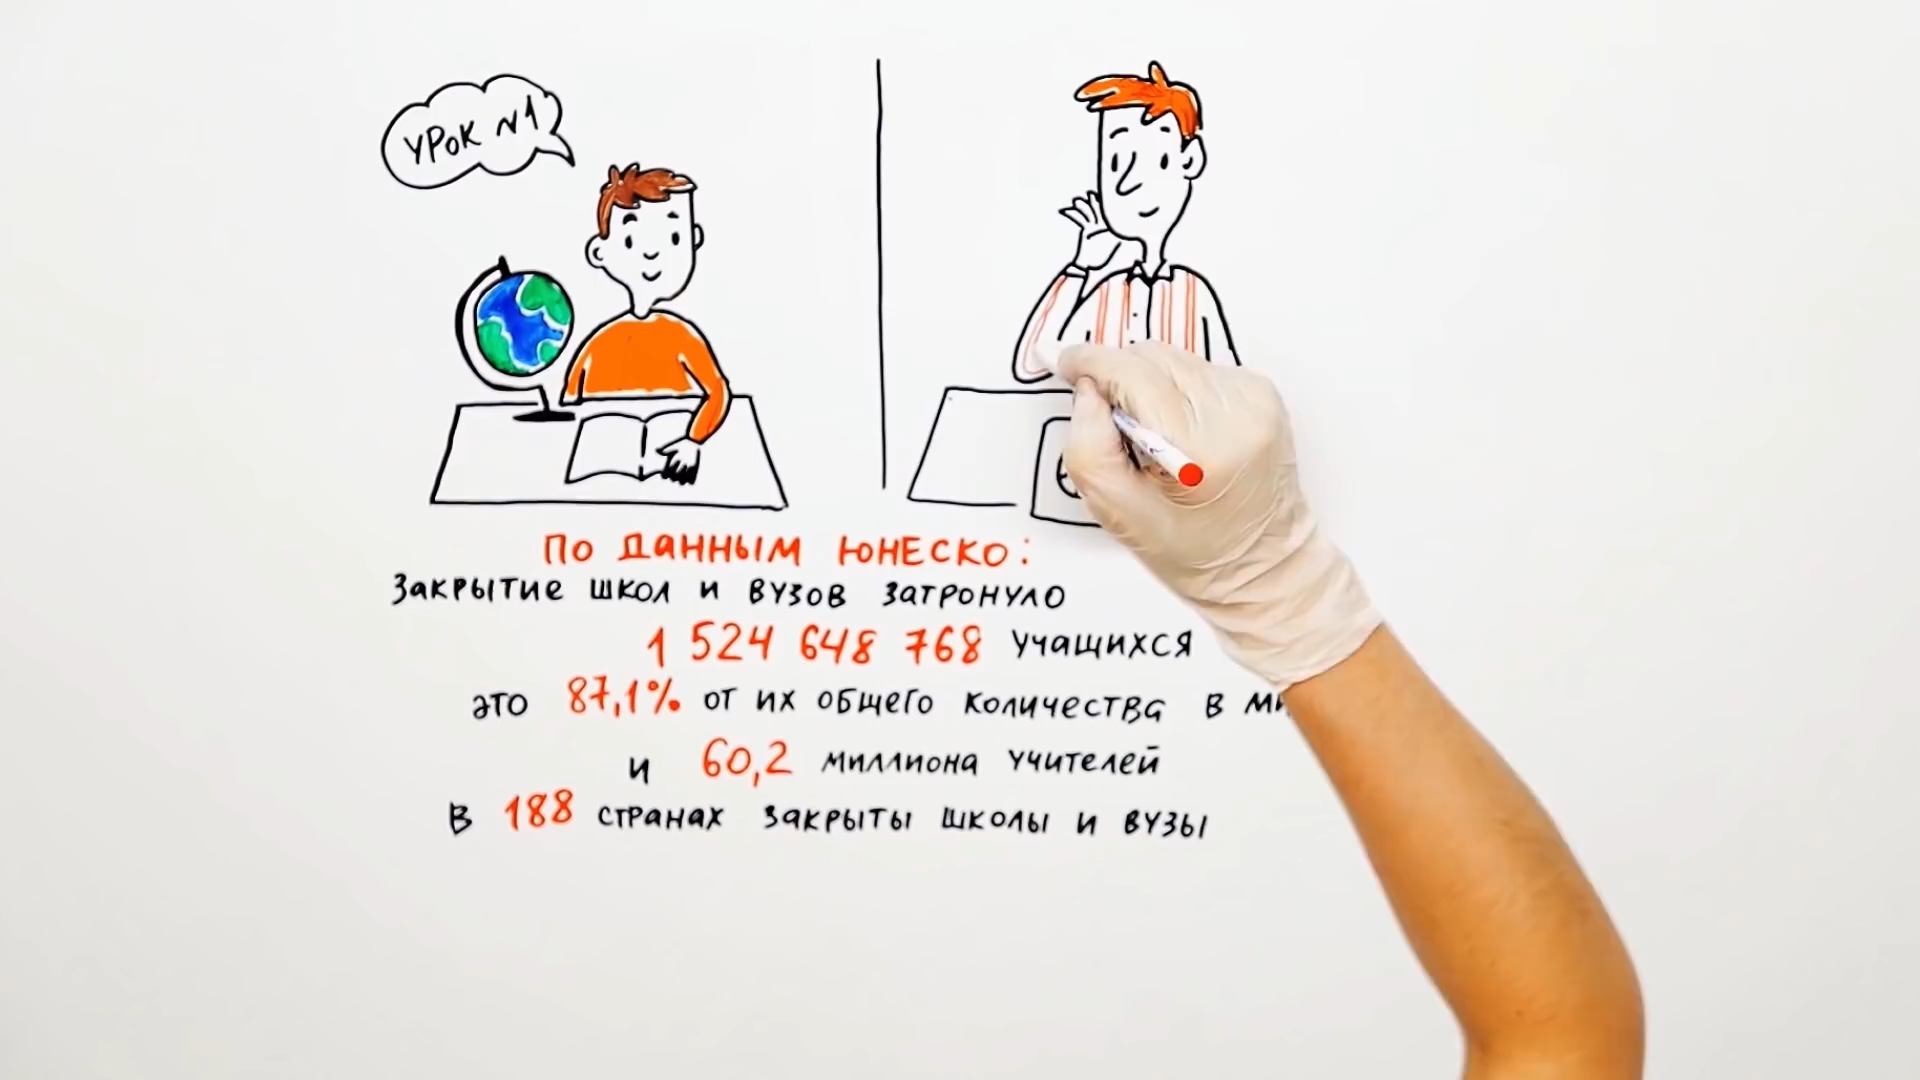 УРОК №1
ПО ДАННЫМ ЮНЕСКО:
ЗАКРЫТИЕ ШКОЛ И ВУЗОВ ЗАТРОНУЛО
1 524 648 768 УЧАЩИХСЯ
ЭТО 87,1% ОТ ИХ ОБЩЕГО КОЛИЧЕСТВА В
И 60,2 МИЛЛИОНА УЧИТЕЛЕЙ
В 188 СТРАНАХ ЗАКРЫТЫ ШКОЛЫ И ВУЗЫ